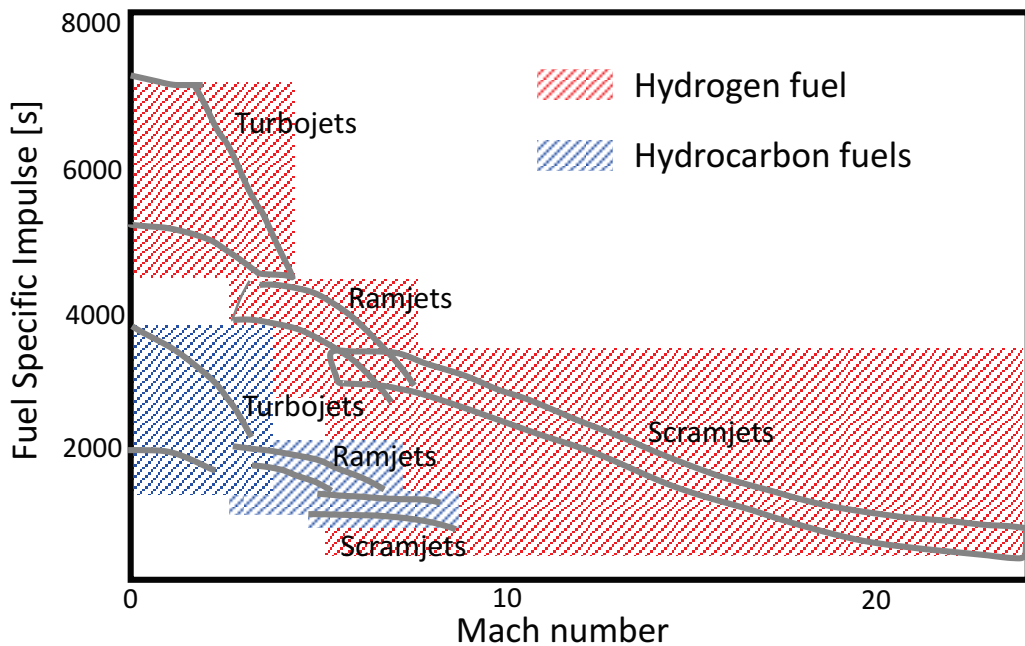 8000
Hydrogen fuel
Turbojets
Hydrocarbon fuels
6000
Ramjets
4000
Turbojets
Scramjets
2000
Ramjets
Scramjets
Fuel Specific Impulse [s]
0
10
20
Mach number